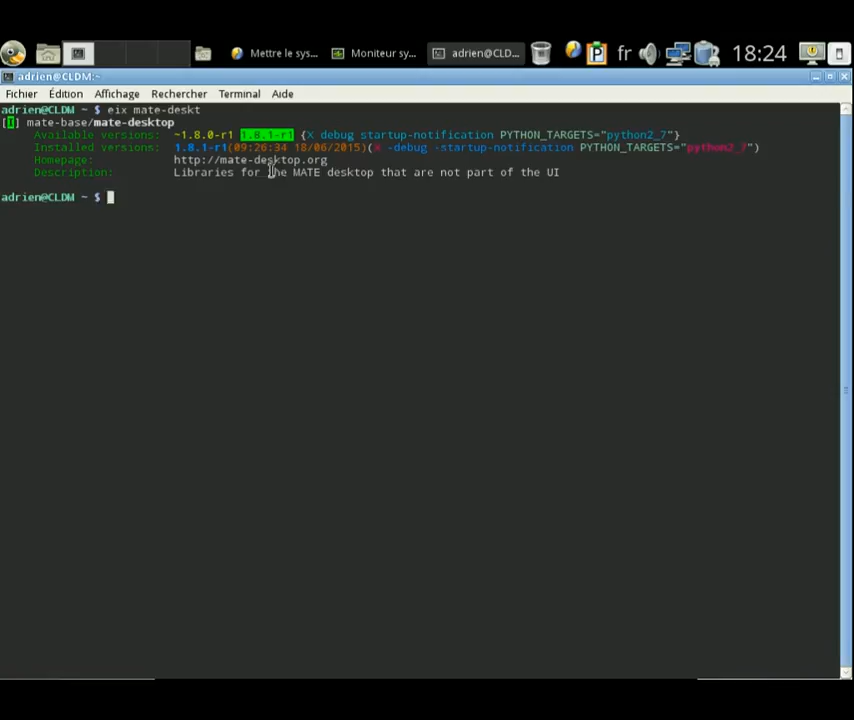 Mettre le sys... Moniteur sy... adrien@CLD... fr 18:24
adrien@CLDM:~
Fichier Édition Affichage Rechercher Terminal Aide
adrien@CLDM ~ $ eix mate-deskt
[I] mate-base/mate-desktop
Available versions: ~1.8.0-r1 1.8.1-r1 {X debug startup-notification PYTHON_TARGETS="python2_7"}
Installed versions: 1.8.1-r1(09:26:34 18/06/2015)(X -debug -startup-notification PYTHON_TARGETS="python2_7")
Homepage: http://mate-desktop.org
Description: Libraries for the MATE desktop that are not part of the UI
adrien@CLDM ~ $